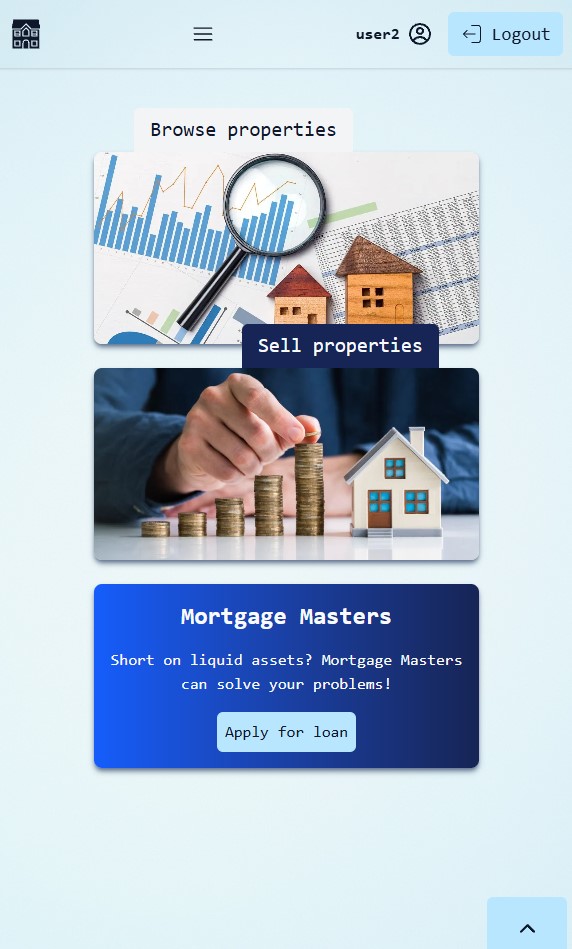 user2
Logout
Browse properties
Sell properties
Mortgage Masters
Short on liquid assets? Mortgage Masters
can solve your problems!
Apply for loan